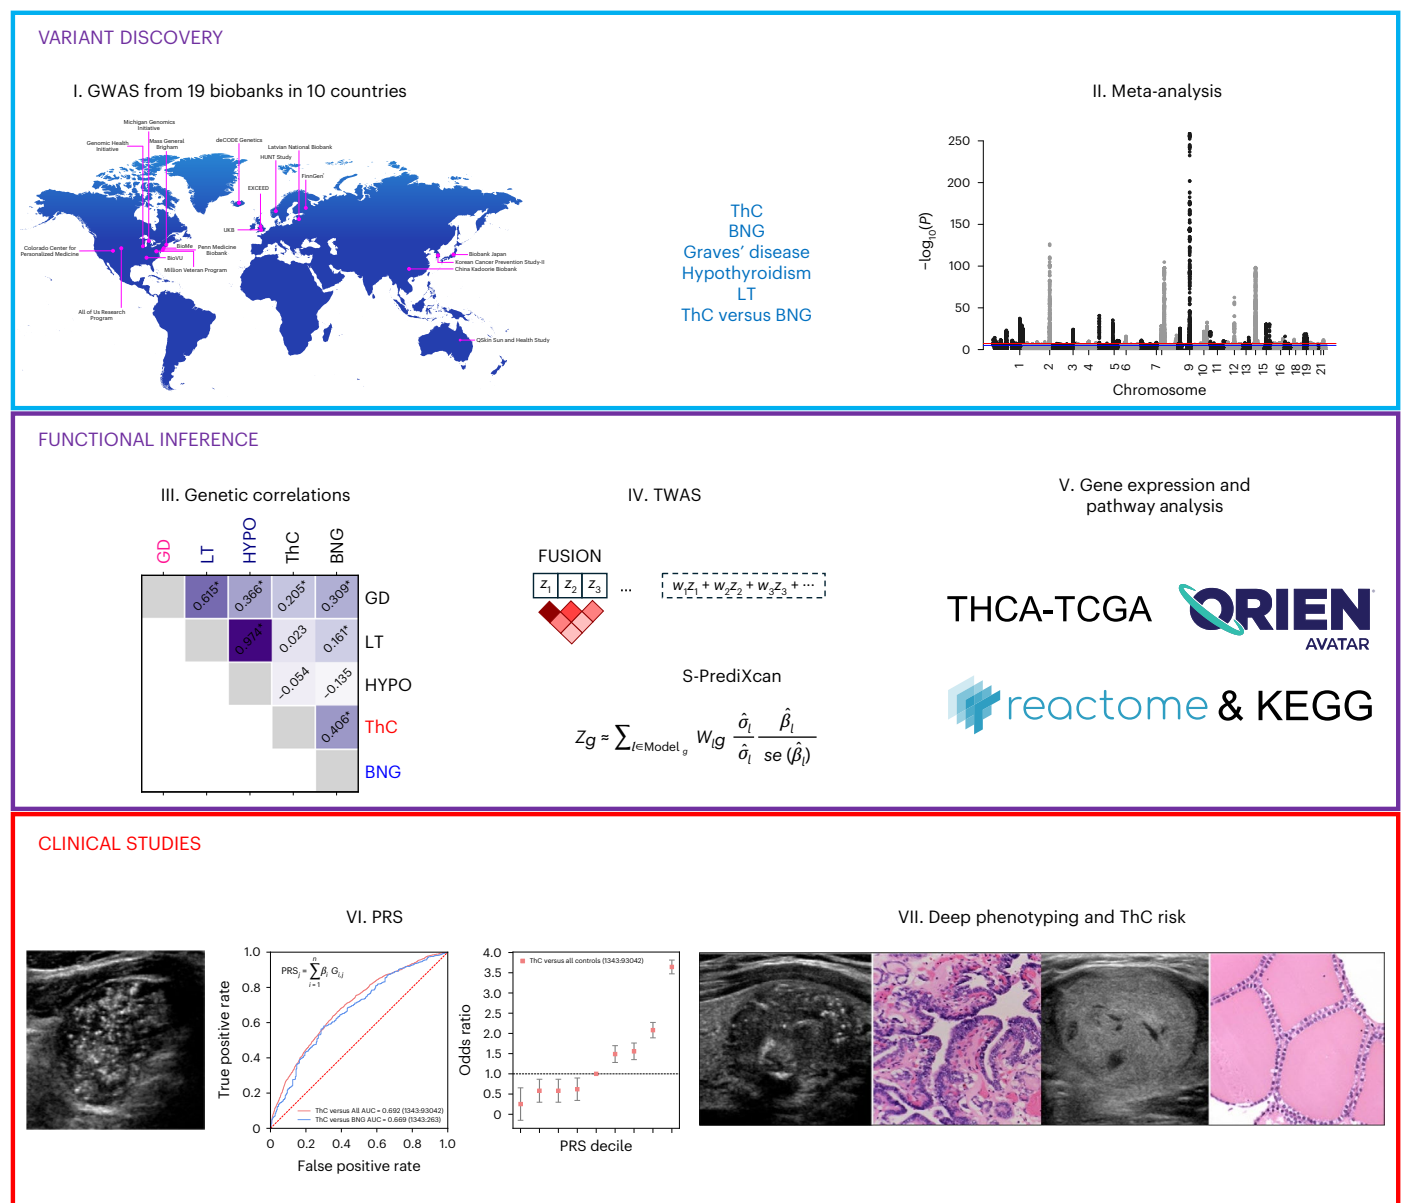 VARIANT DISCOVERY
I. GWAS from 19 biobanks in 10 countries
Michigan Genomics
Initiative
Genomic Health
Initiative
Mass General
Brigham
deCODE Genetics
Latvian National Biobank
HUNT Study
FinnGen
EXCEED
UKB
Colorado Center for
Personalized Medicine
BioMe
Penn Medicine
Biobank
BioVU
Million Veteran Program
All of Us Research
Program
Biobank Japan
Korean Cancer Prevention Study-II
China Kadoorie Biobank
QSkin Sun and Health Study
ThC
BNG
Graves’ disease
Hypothyroidism
LT
ThC versus BNG
II. Meta-analysis
−log10(P)
250
200
150
100
50
0
1 2 3 4 5 6 7 9 10 11 12 13 15 16 18 19 21
Chromosome
FUNCTIONAL INFERENCE
III. Genetic correlations
GD LT HYPO ThC BNG
0.615* 0.366* 0.205* 0.309* GD
0.974* 0.023 0.161* LT
−0.054 −0.135 HYPO
0.406* ThC
BNG
IV. TWAS
FUSION
z1 z2 z3 ... w1z1 + w2z2 + w3z3 + ···
S-PrediXcan
Zg ≈ ∑l∈Model g Wlg σ̂l/σ̂l β̂l/se (β̂l)
V. Gene expression and
pathway analysis
THCA-TCGA
ORIEN
AVATAR
reactome & KEGG
CLINICAL STUDIES
VI. PRS
True positive rate
1.0
0.8
0.6
0.4
0.2
0
PRSj = ∑ni=1 βi Gi,j
ThC versus All AUC = 0.692 (1343:93042)
ThC versus BNG AUC = 0.669 (1343:263)
0 0.2 0.4 0.6 0.8 1.0
False positive rate
Odds ratio
4.0
3.5
3.0
2.5
2.0
1.5
1.0
0.5
0
ThC versus all controls (1343:93042)
PRS decile
VII. Deep phenotyping and ThC risk